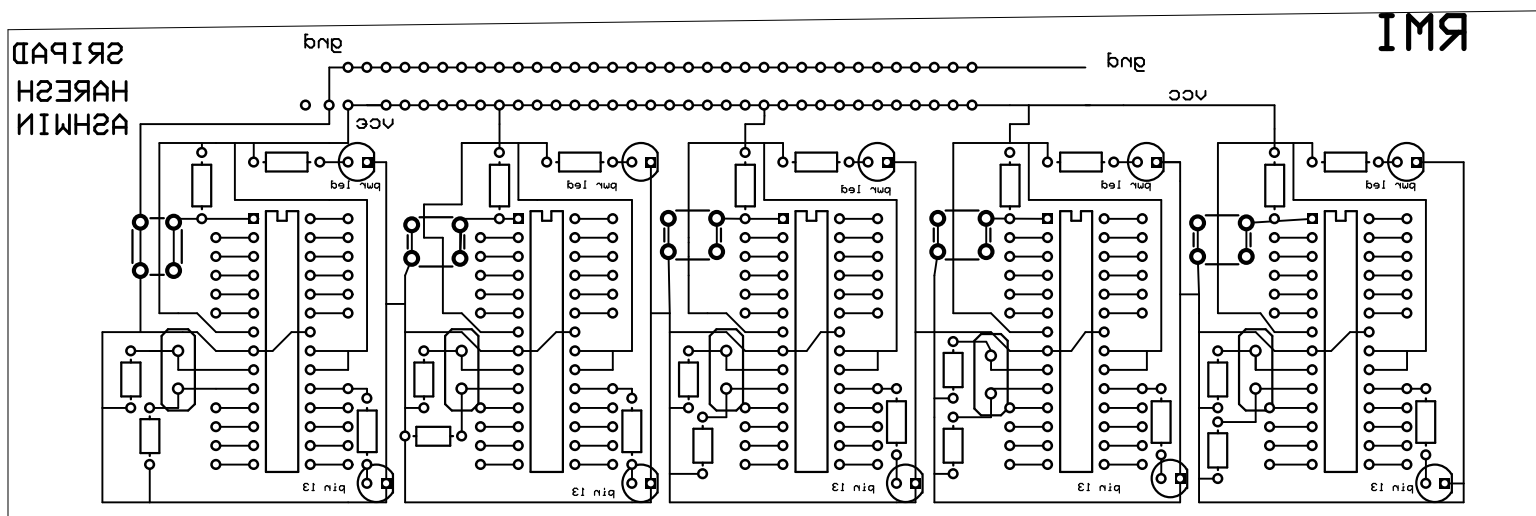 RMI
SRIPAD
HARESH
ASHWIN
gnd
gnd
vcc
vcc
pwr led
pwr led
pwr led
pwr led
pwr led
pin 13
pin 13
pin 13
pin 13
pin 13